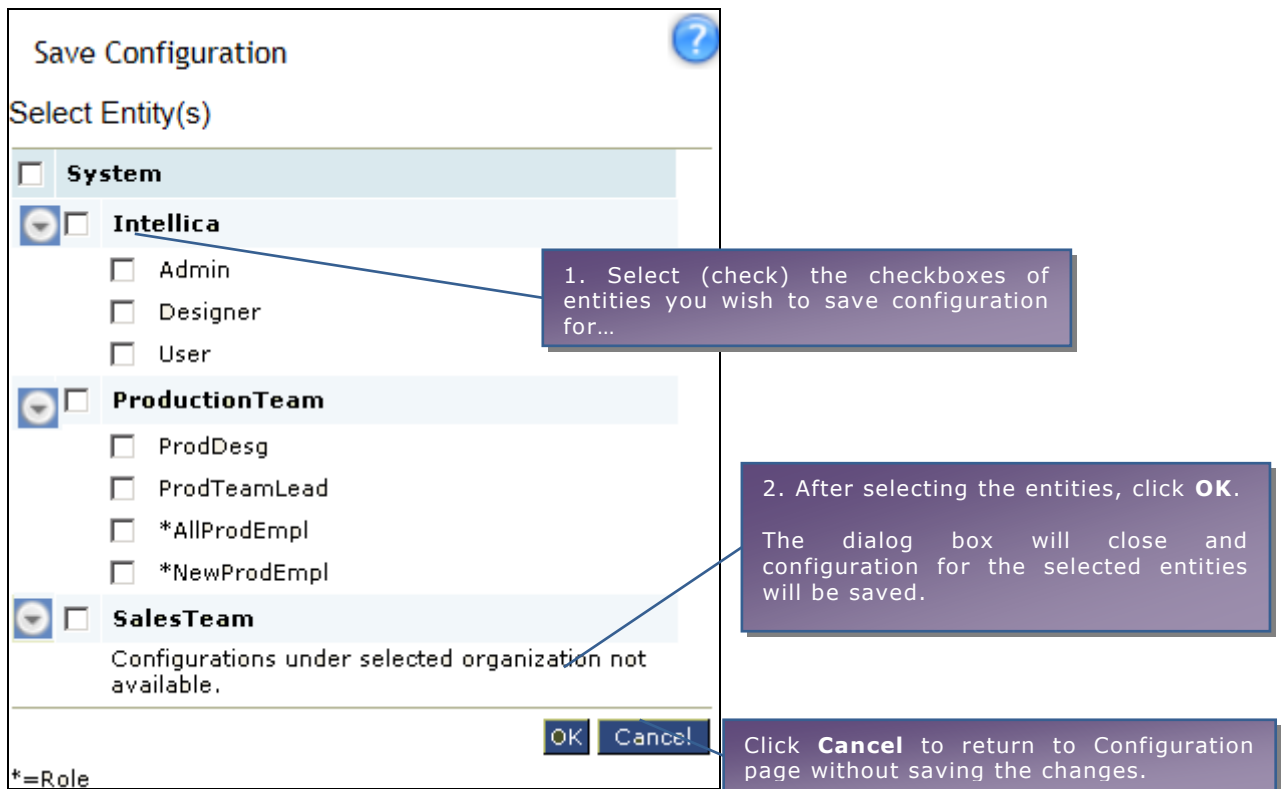 Save Configuration
?
Select Entity(s)
System
Intellica
Admin
Designer
User
1. Select (check) the checkboxes of
entities you wish to save configuration
for…
ProductionTeam
ProdDesg
ProdTeamLead
*AllProdEmpl
*NewProdEmpl
2. After selecting the entities, click OK.
The dialog box will close and
configuration for the selected entities
will be saved.
SalesTeam
Configurations under selected organization not
available.
OK Cancel
Click Cancel to return to Configuration
page without saving the changes.
*=Role